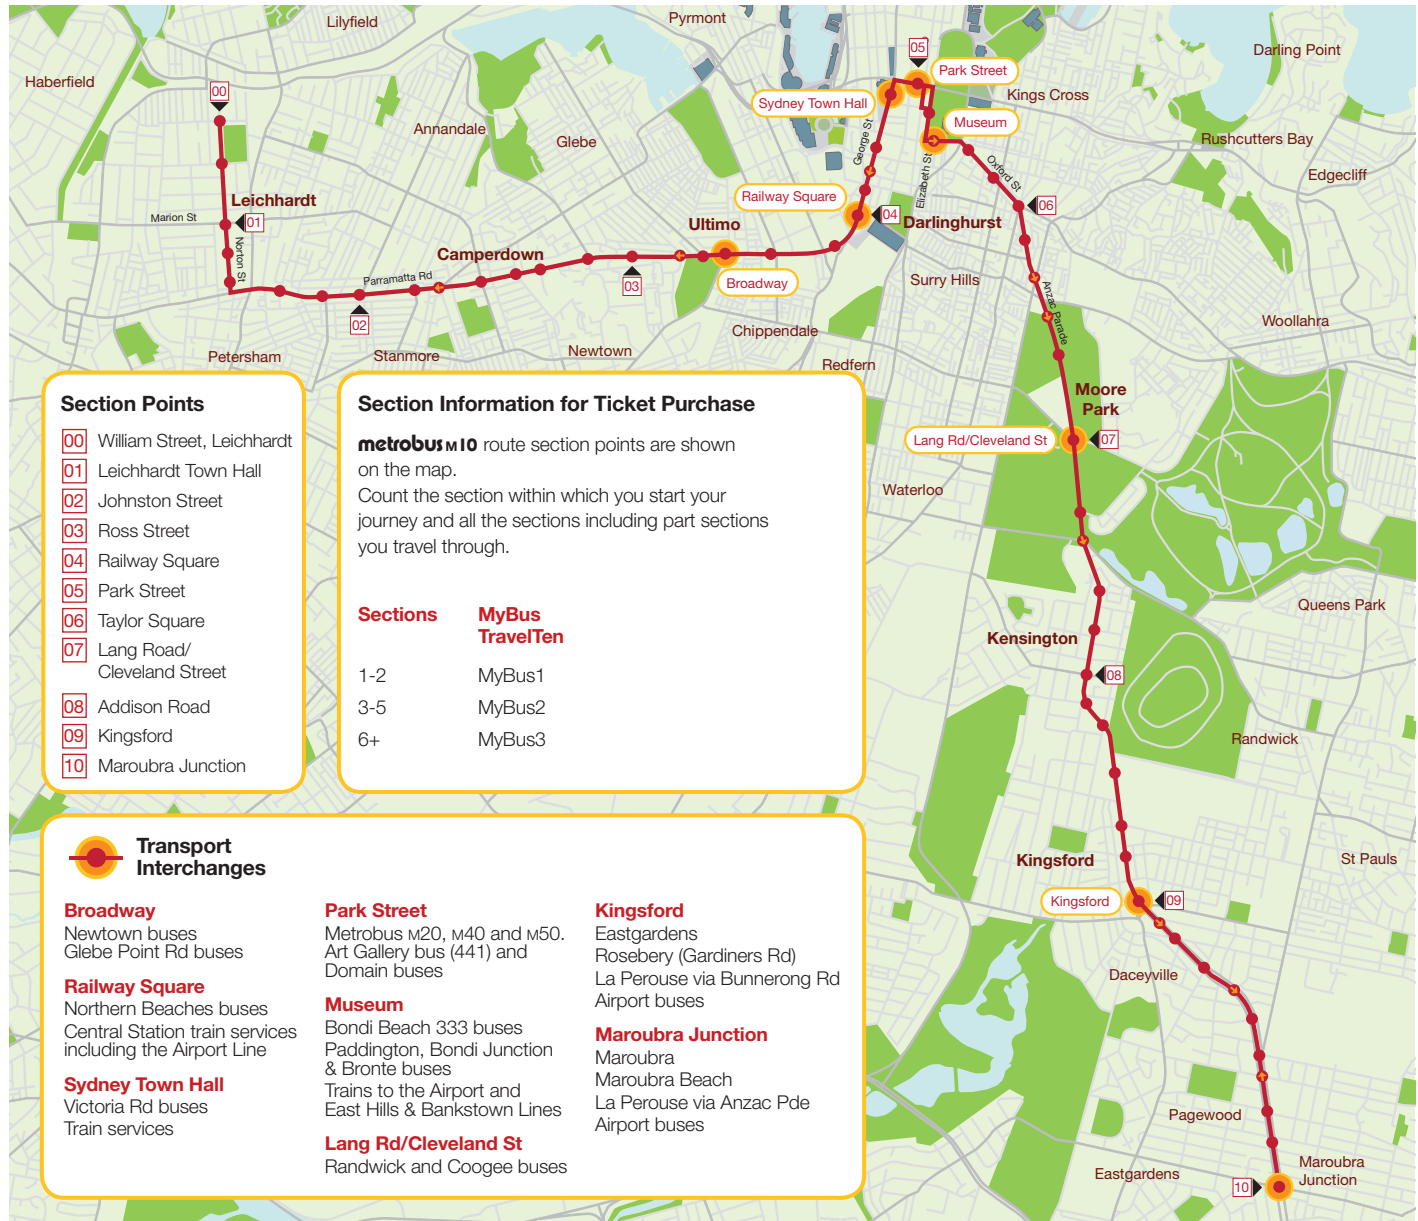 Lilyfield
Pyrmont
Haberfield
00
05
Park Street
Darling Point
Kings Cross
Sydney Town Hall
Annandale
Glebe
George St
Museum
Rushcutters Bay
Oxford St
Edgecliff
Elizabeth St
Leichhardt
Railway Square
Marion St
01
04
06
Norton St
Ultimo
Darlinghurst
Camperdown
Parramatta Rd
03
Broadway
Surry Hills
Anzac Parade
02
Chippendale
Woollahra
Petersham
Stanmore
Newtown
Redfern
Moore
Park
Lang Rd/Cleveland St
07
Waterloo
Queens Park
Kensington
08
Randwick
Kingsford
St Pauls
Kingsford
09
Daceyville
Pagewood
Eastgardens
Maroubra
Junction
10
Section Points
00 William Street, Leichhardt
01 Leichhardt Town Hall
02 Johnston Street
03 Ross Street
04 Railway Square
05 Park Street
06 Taylor Square
07 Lang Road/
Cleveland Street
08 Addison Road
09 Kingsford
10 Maroubra Junction
Section Information for Ticket Purchase
metrobus M10 route section points are shown
on the map.
Count the section within which you start your
journey and all the sections including part sections
you travel through.
Sections MyBus
TravelTen
1-2 MyBus1
3-5 MyBus2
6+ MyBus3
Transport
Interchanges
Broadway
Newtown buses
Glebe Point Rd buses
Railway Square
Northern Beaches buses
Central Station train services
including the Airport Line
Sydney Town Hall
Victoria Rd buses
Train services
Park Street
Metrobus M20, M40 and M50.
Art Gallery bus (441) and
Domain buses
Museum
Bondi Beach 333 buses
Paddington, Bondi Junction
& Bronte buses
Trains to the Airport and
East Hills & Bankstown Lines
Lang Rd/Cleveland St
Randwick and Coogee buses
Kingsford
Eastgardens
Rosebery (Gardiners Rd)
La Perouse via Bunnerong Rd
Airport buses
Maroubra Junction
Maroubra
Maroubra Beach
La Perouse via Anzac Pde
Airport buses